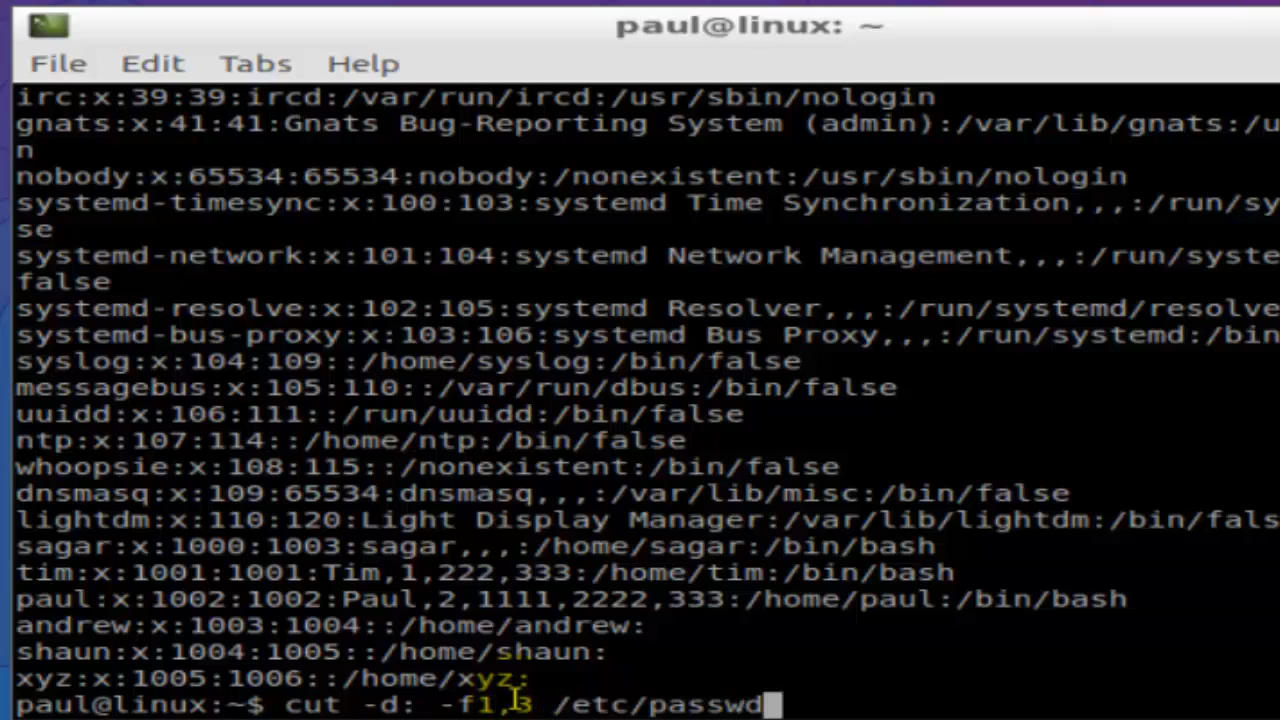 paul@linux: ~
File Edit Tabs Help
irc:x:39:39:ircd:/var/run/ircd:/usr/sbin/nologin
gnats:x:41:41:Gnats Bug-Reporting System (admin):/var/lib/gnats:/u
n
nobody:x:65534:65534:nobody:/nonexistent:/usr/sbin/nologin
systemd-timesync:x:100:103:systemd Time Synchronization,,,:/run/sy
se
systemd-network:x:101:104:systemd Network Management,,,:/run/syste
false
systemd-resolve:x:102:105:systemd Resolver,,,:/run/systemd/resolve
systemd-bus-proxy:x:103:106:systemd Bus Proxy,,,:/run/systemd:/bin
syslog:x:104:109::/home/syslog:/bin/false
messagebus:x:105:110::/var/run/dbus:/bin/false
uuidd:x:106:111::/run/uuidd:/bin/false
ntp:x:107:114::/home/ntp:/bin/false
whoopsie:x:108:115::/nonexistent:/bin/false
dnsmasq:x:109:65534:dnsmasq,,,:/var/lib/misc:/bin/false
lightdm:x:110:120:Light Display Manager:/var/lib/lightdm:/bin/fals
sagar:x:1000:1003:sagar,,,:/home/sagar:/bin/bash
tim:x:1001:1001:Tim,1,222,333:/home/tim:/bin/bash
paul:x:1002:1002:Paul,2,1111,2222,333:/home/paul:/bin/bash
andrew:x:1003:1004::/home/andrew:
shaun:x:1004:1005::/home/shaun:
xyz:x:1005:1006::/home/xyz:
paul@linux:~$ cut -d: -f1,3 /etc/passwd